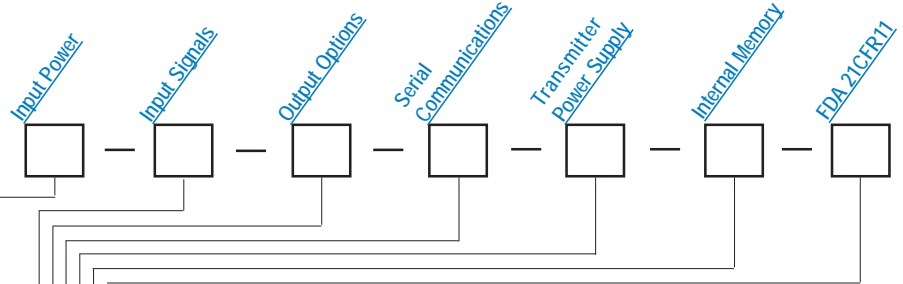 Input Power
Input Signals
Output Options
Serial
Communications
Transmitter
Power Supply
Internal Memory
FDA 21CFR11